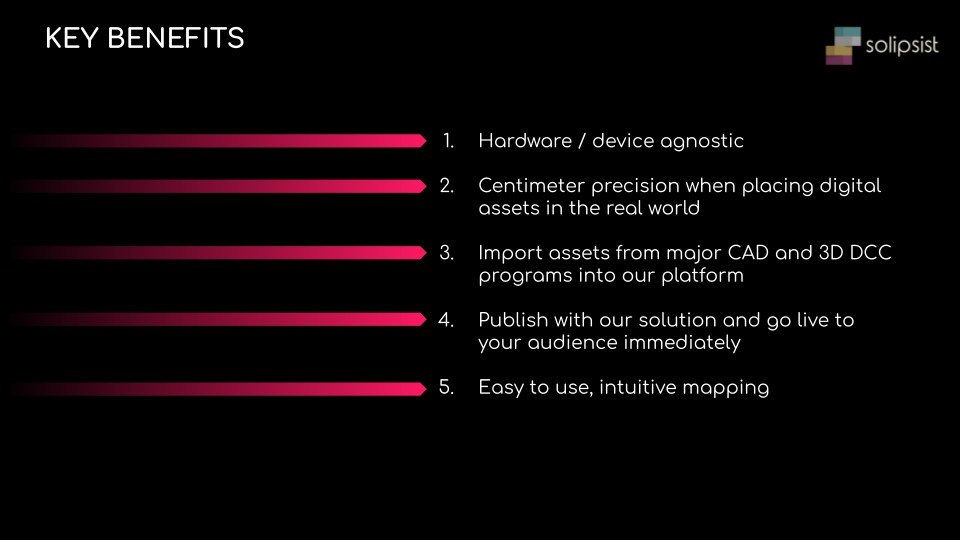 KEY BENEFITS
solipsist
1. Hardware / device agnostic
2. Centimeter precision when placing digital
assets in the real world
3. Import assets from major CAD and 3D DCC
programs into our platform
4. Publish with our solution and go live to
your audience immediately
5. Easy to use, intuitive mapping